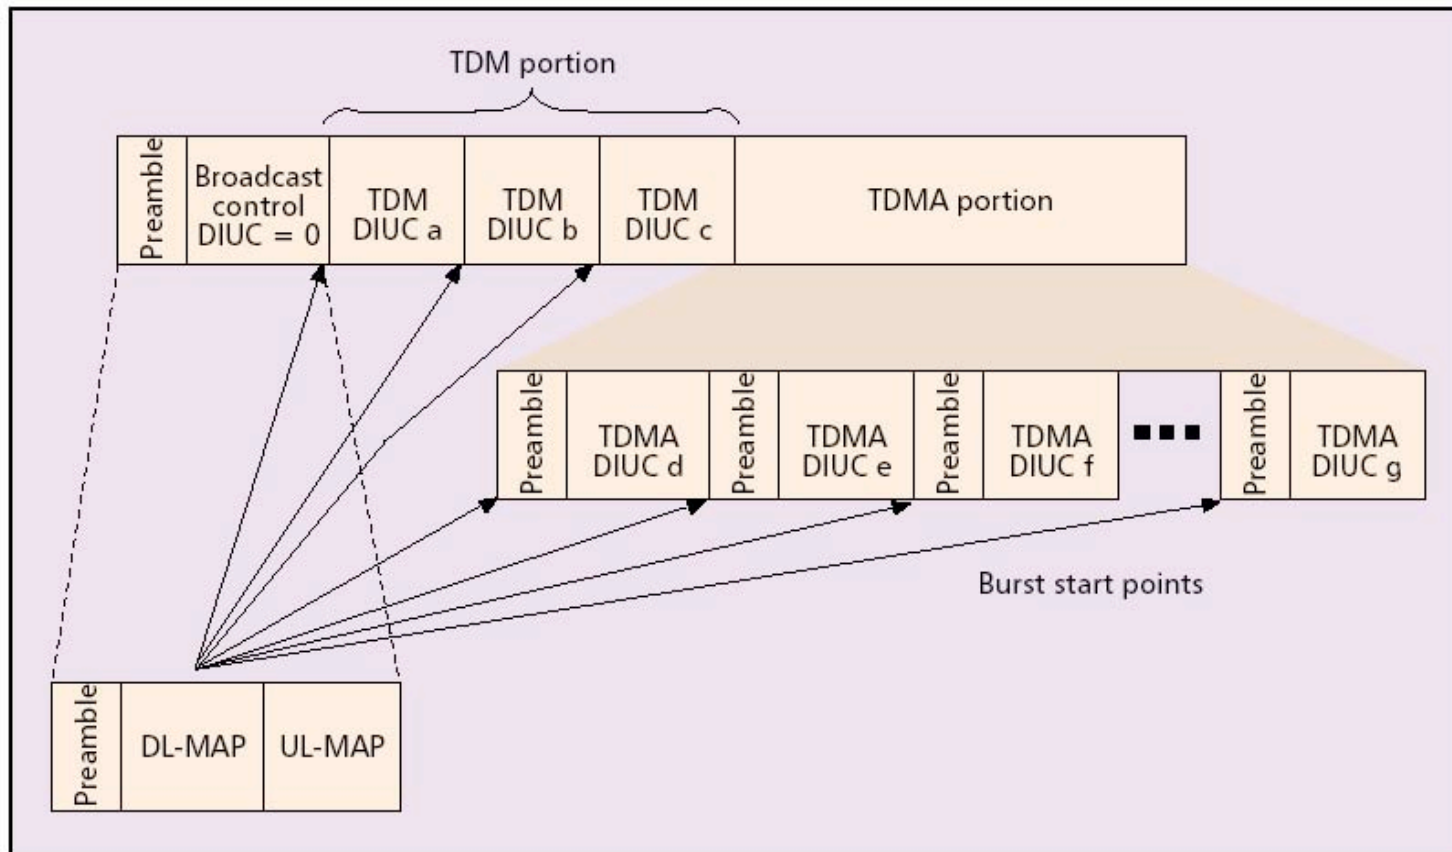 TDM portion
Preamble
Broadcast
control
DIUC = 0
TDM
DIUC a
TDM
DIUC b
TDM
DIUC c
TDMA portion
Preamble
TDMA
DIUC d
Preamble
TDMA
DIUC e
Preamble
TDMA
DIUC f
Preamble
TDMA
DIUC g
Burst start points
Preamble
DL-MAP
UL-MAP